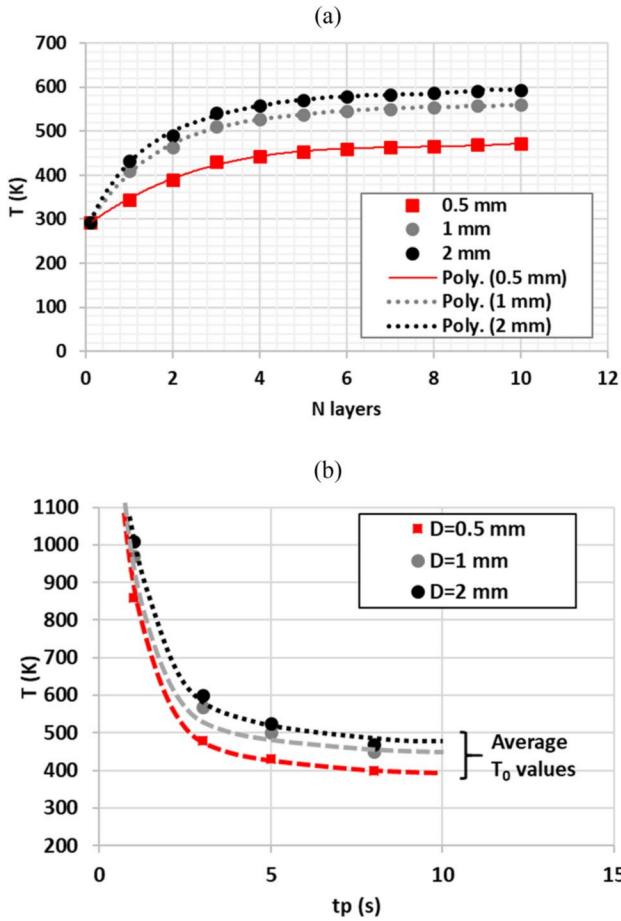 (a)
700
600
500
400
300
200
100
0
T (K)
0 2 4 6 8 10 12
N layers
0.5 mm
1 mm
2 mm
Poly. (0.5 mm)
Poly. (1 mm)
Poly. (2 mm)
(b)
1100
1000
900
800
700
600
500
400
300
200
T (K)
0 5 10 15
tp (s)
D=0.5 mm
D=1 mm
D=2 mm
Average
T₀ values